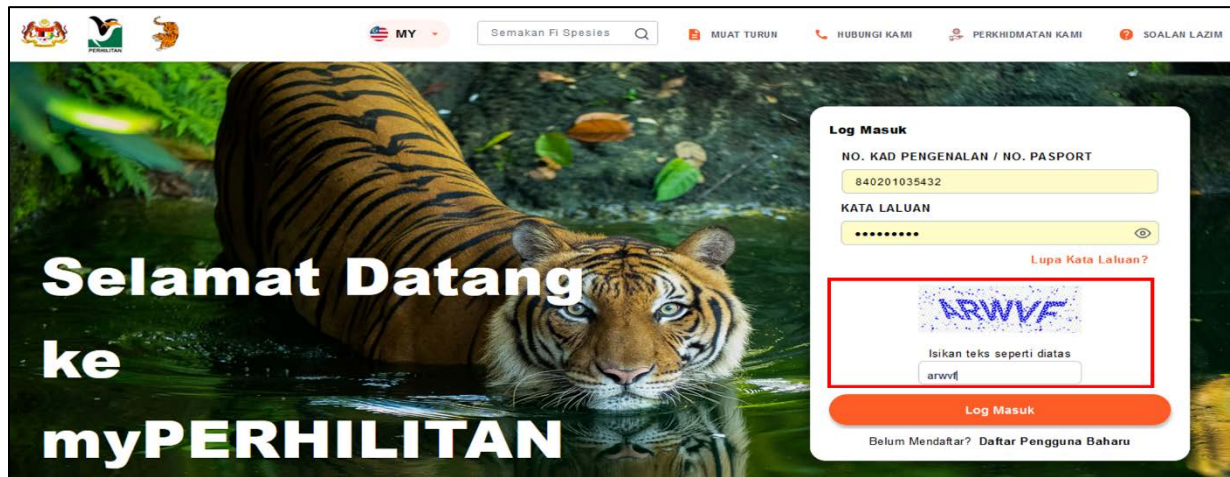 PERHILITAN
MY
Semakan Fi Spesies
MUAT TURUN
HUBUNGI KAMI
PERKHIDMATAN KAMI
SOALAN LAZIM
Selamat Datang
ke
myPERHILITAN
Log Masuk
NO. KAD PENGENALAN / NO. PASPORT
840201035432
KATA LALUAN
•••••••••
Lupa Kata Laluan?
ARWVF
Isikan teks seperti diatas
arwvf
Log Masuk
Belum Mendaftar? Daftar Pengguna Baharu